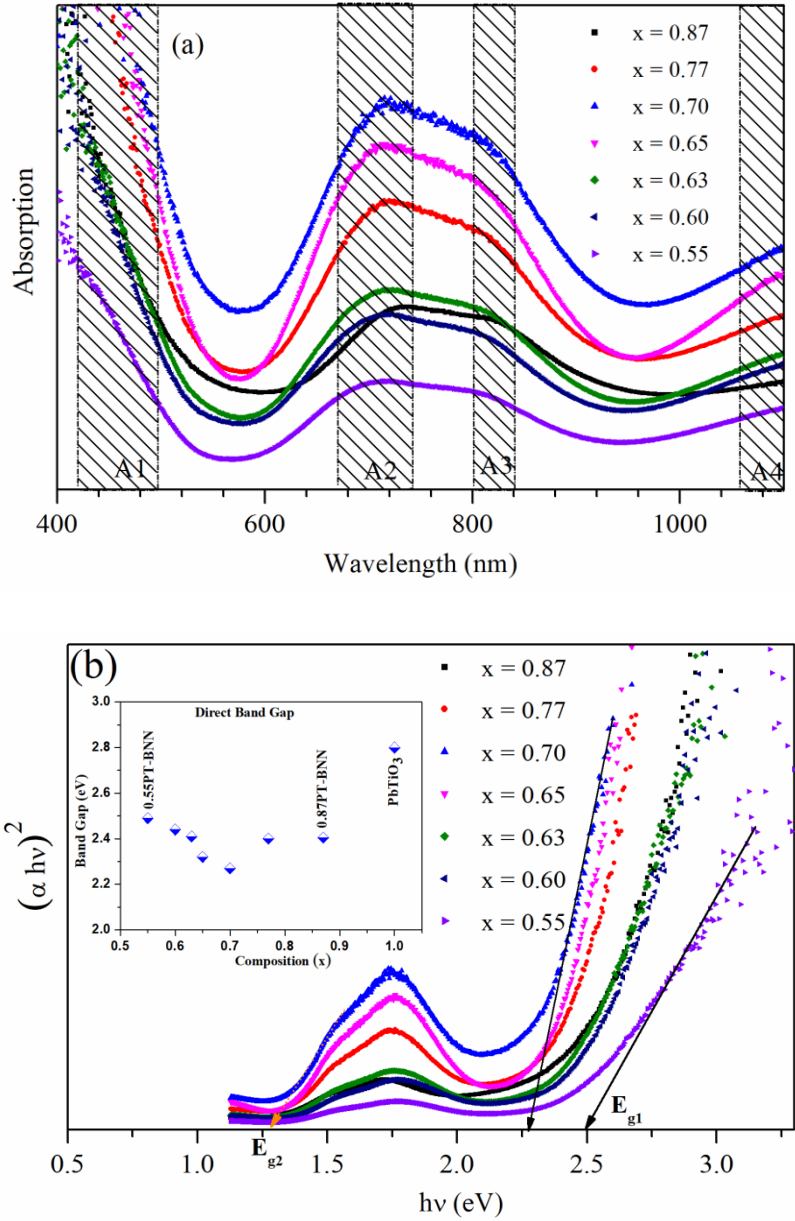 (a)
x = 0.87
x = 0.77
x = 0.70
x = 0.65
x = 0.63
x = 0.60
x = 0.55
Absorption
A1
A2
A3
A4
400
600
800
1000
Wavelength (nm)
(b)
x = 0.87
x = 0.77
x = 0.70
x = 0.65
x = 0.63
x = 0.60
x = 0.55
3.0
2.8
2.6
2.4
2.2
2.0
Direct Band Gap
0.55PT-BNN
0.87PT-BNN
PbTiO3
Band Gap (eV)
0.5
0.6
0.7
0.8
0.9
1.0
Composition (x)
(α hν)2
Eg1
Eg2
0.5
1.0
1.5
2.0
2.5
3.0
hν (eV)